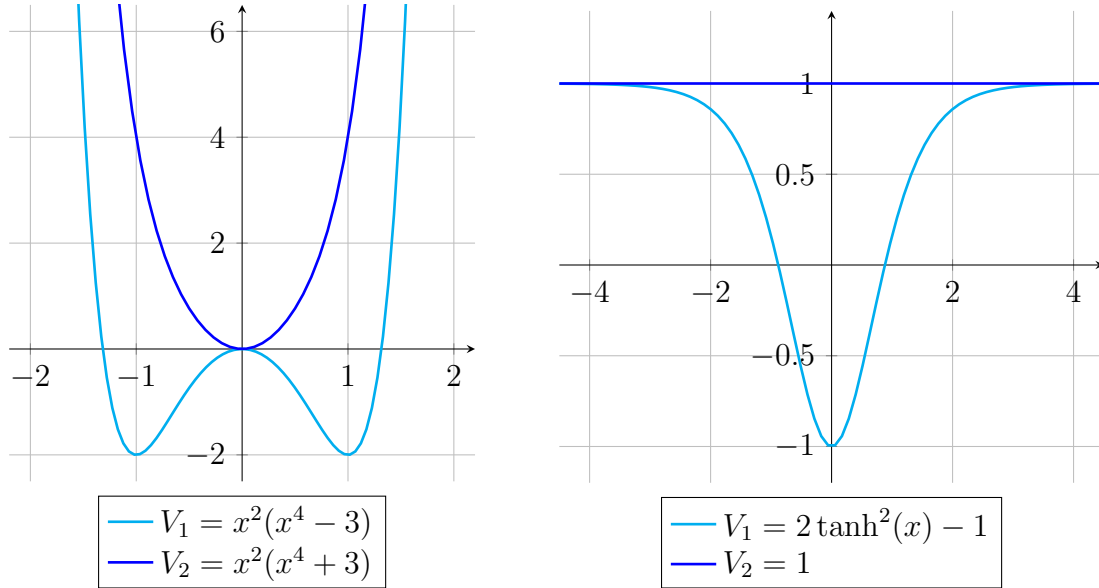 6
4
2
−2 −1 1 2
−2
V₁ = x²(x⁴ − 3)
V₂ = x²(x⁴ + 3)
1
0.5
−4 −2 2 4
−0.5
−1
V₁ = 2 tanh²(x) − 1
V₂ = 1